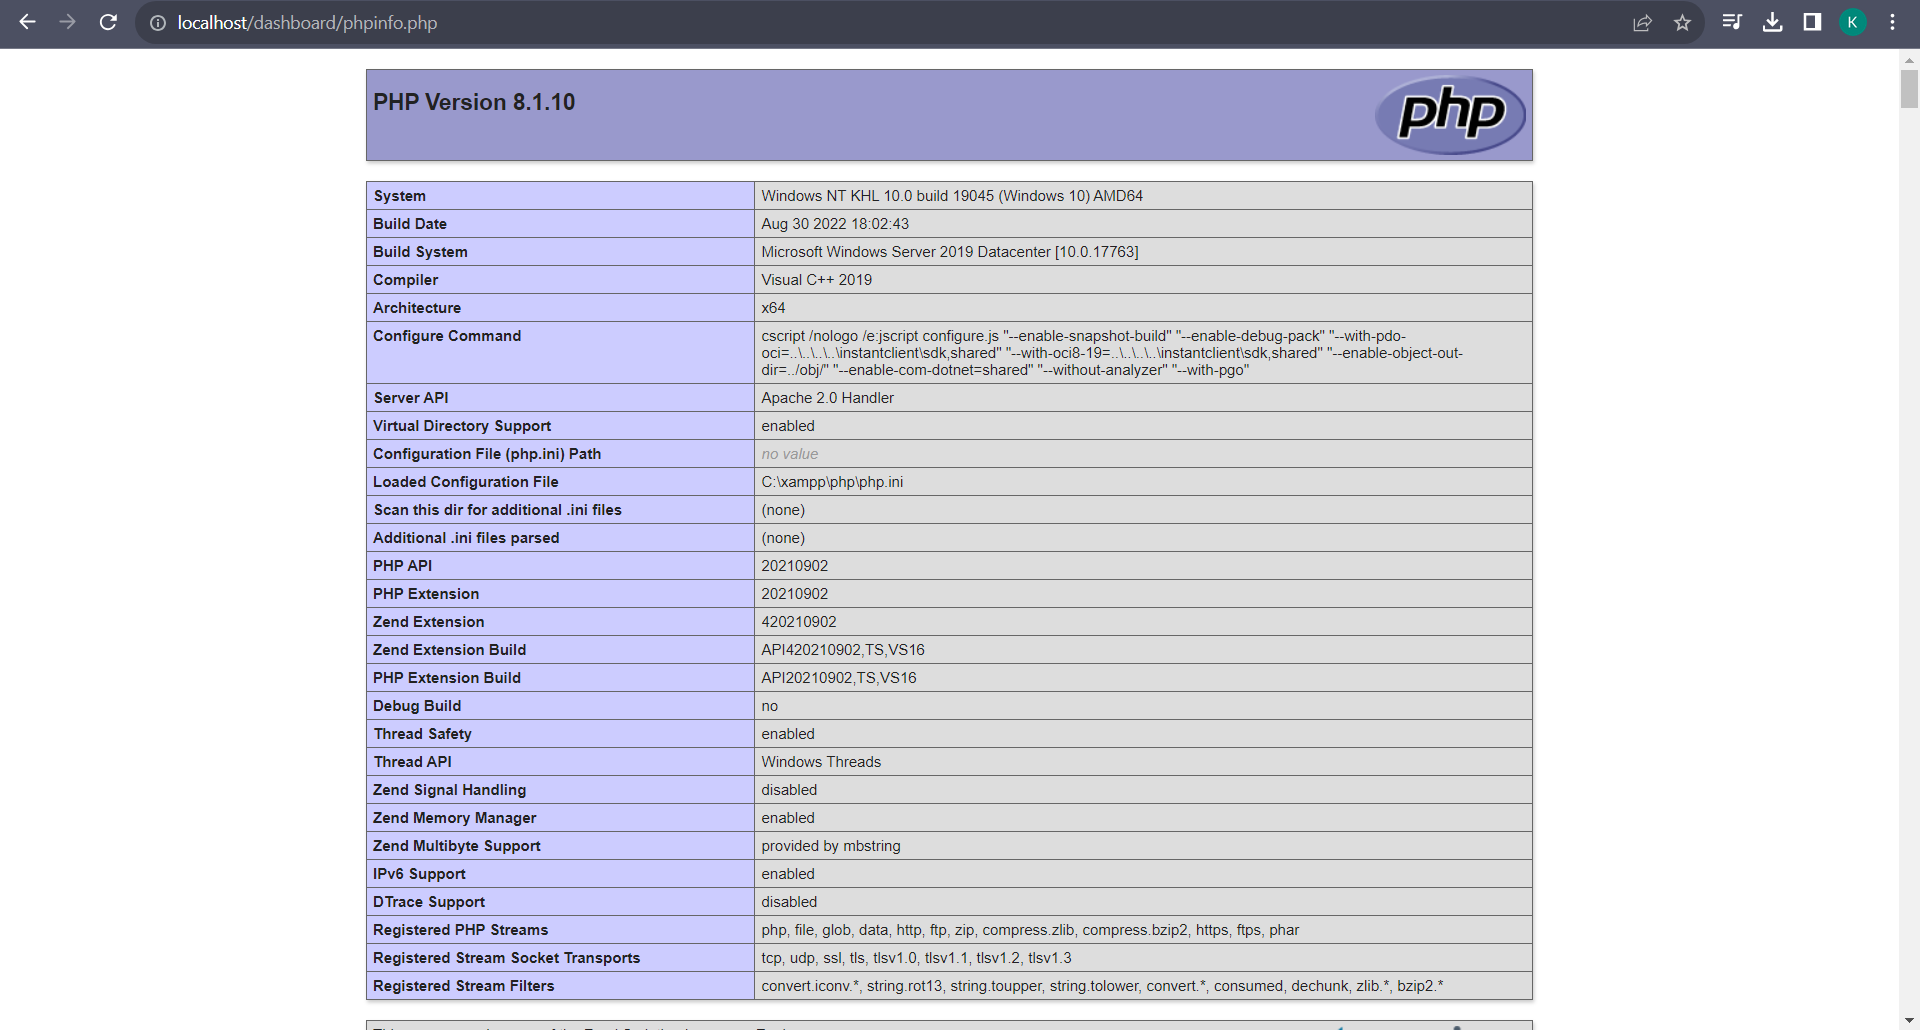 localhost/dashboard/phpinfo.php
K
PHP Version 8.1.10
php
System Windows NT KHL 10.0 build 19045 (Windows 10) AMD64
Build Date Aug 30 2022 18:02:43
Build System Microsoft Windows Server 2019 Datacenter [10.0.17763]
Compiler Visual C++ 2019
Architecture x64
Configure Command cscript /nologo /e:jscript configure.js "--enable-snapshot-build" "--enable-debug-pack" "--with-pdo-
oci=..\..\..\..\instantclient\sdk,shared" "--with-oci8-19=..\..\..\..\instantclient\sdk,shared" "--enable-object-out-
dir=../obj/" "--enable-com-dotnet=shared" "--without-analyzer" "--with-pgo"
Server API Apache 2.0 Handler
Virtual Directory Support enabled
Configuration File (php.ini) Path no value
Loaded Configuration File C:\xampp\php\php.ini
Scan this dir for additional .ini files (none)
Additional .ini files parsed (none)
PHP API 20210902
PHP Extension 20210902
Zend Extension 420210902
Zend Extension Build API420210902,TS,VS16
PHP Extension Build API20210902,TS,VS16
Debug Build no
Thread Safety enabled
Thread API Windows Threads
Zend Signal Handling disabled
Zend Memory Manager enabled
Zend Multibyte Support provided by mbstring
IPv6 Support enabled
DTrace Support disabled
Registered PHP Streams php, file, glob, data, http, ftp, zip, compress.zlib, compress.bzip2, https, ftps, phar
Registered Stream Socket Transports tcp, udp, ssl, tls, tlsv1.0, tlsv1.1, tlsv1.2, tlsv1.3
Registered Stream Filters convert.iconv.*, string.rot13, string.toupper, string.tolower, convert.*, consumed, dechunk, zlib.*, bzip2.*